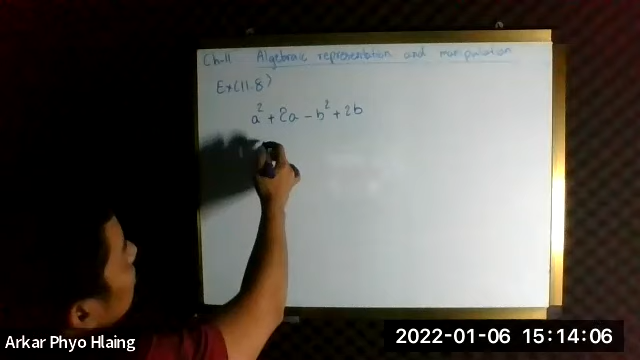 Ch-11 Algebraic representation and manipulation
Ex(11.8)
a² + 2a - b² + 2b
Arkar Phyo Hlaing
2022-01-06 15:14:06